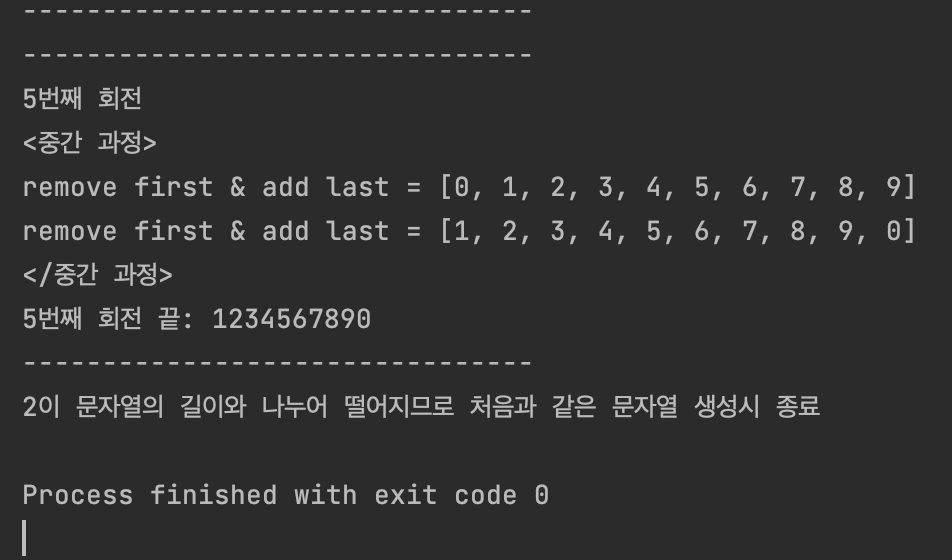 --------------------------------
--------------------------------
5번째 회전
<중간 과정>
remove first & add last = [0, 1, 2, 3, 4, 5, 6, 7, 8, 9]
remove first & add last = [1, 2, 3, 4, 5, 6, 7, 8, 9, 0]
</중간 과정>
5번째 회전 끝: 1234567890
--------------------------------
2이 문자열의 길이와 나누어 떨어지므로 처음과 같은 문자열 생성시 종료
Process finished with exit code 0